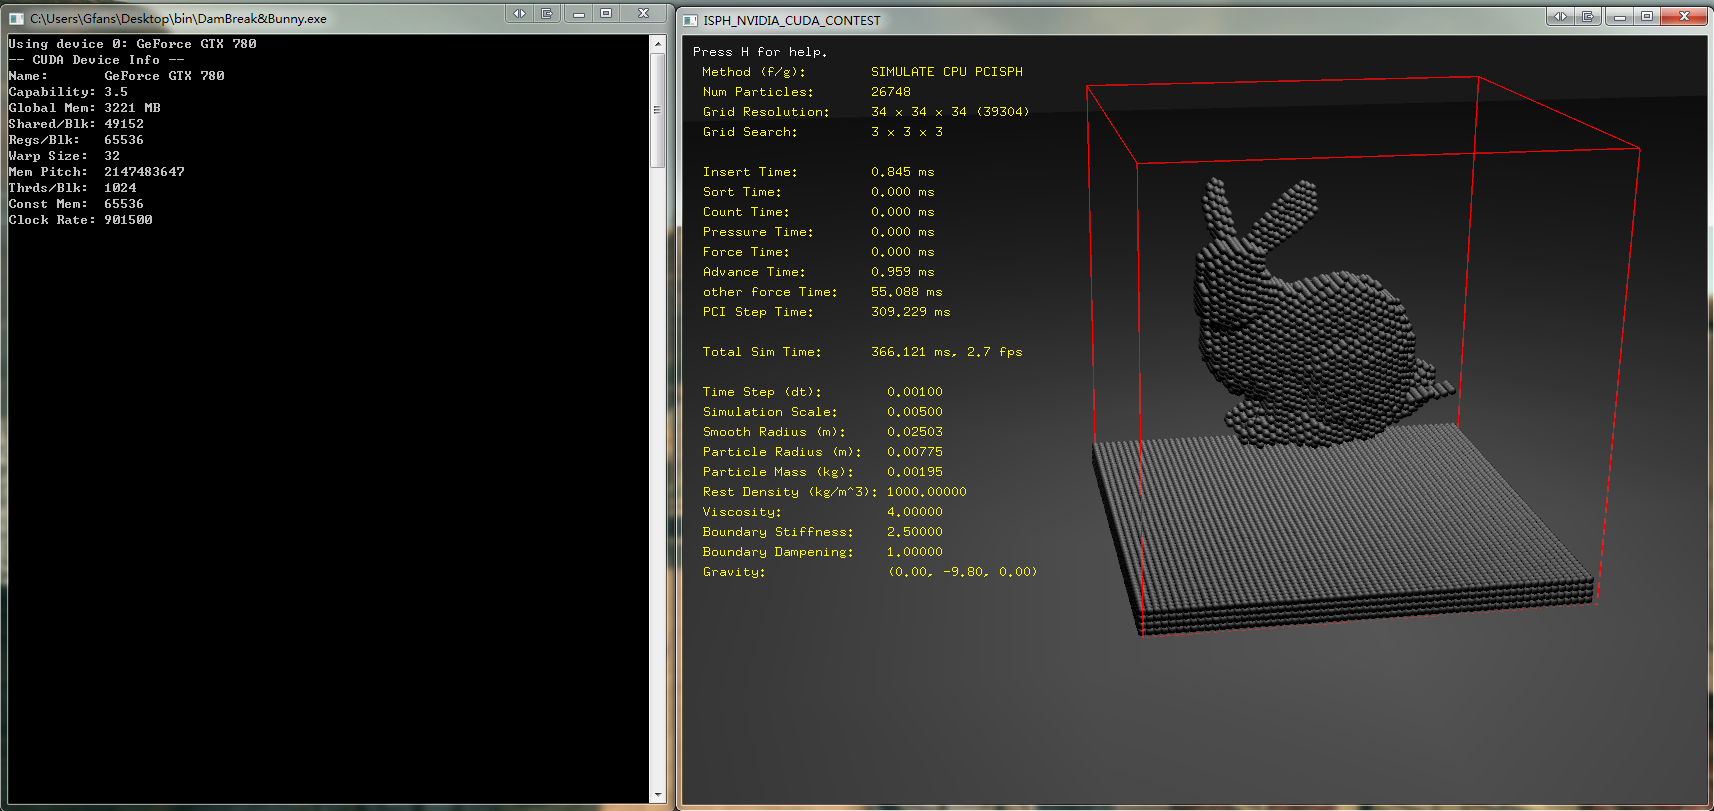 C:\Users\Gfans\Desktop\bin\DamBreak&Bunny.exe
Using device 0: GeForce GTX 780
-- CUDA Device Info --
Name:       GeForce GTX 780
Capability: 3.5
Global Mem: 3221 MB
Shared/Blk: 49152
Regs/Blk:   65536
Warp Size:  32
Mem Pitch:  2147483647
Thrds/Blk:  1024
Const Mem:  65536
Clock Rate: 901500
ISPH_NVIDIA_CUDA_CONTEST
Press H for help.
Method (f/g): SIMULATE CPU PCISPH
Num Particles: 26748
Grid Resolution: 34 x 34 x 34 (39304)
Grid Search: 3 x 3 x 3
Insert Time: 0.845 ms
Sort Time: 0.000 ms
Count Time: 0.000 ms
Pressure Time: 0.000 ms
Force Time: 0.000 ms
Advance Time: 0.959 ms
other force Time: 55.088 ms
PCI Step Time: 309.229 ms
Total Sim Time: 366.121 ms, 2.7 fps
Time Step (dt): 0.00100
Simulation Scale: 0.00500
Smooth Radius (m): 0.02503
Particle Radius (m): 0.00775
Particle Mass (kg): 0.00195
Rest Density (kg/m^3): 1000.00000
Viscosity: 4.00000
Boundary Stiffness: 2.50000
Boundary Dampening: 1.00000
Gravity: (0.00, -9.80, 0.00)